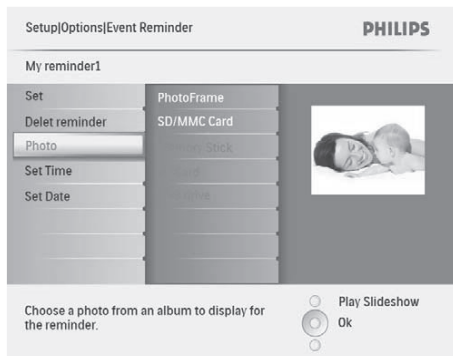 Setup|Options|Event Reminder
PHILIPS
My reminder1
Set
Delet reminder
Photo
Set Time
Set Date
PhotoFrame
SD/MMC Card
Stick
Choose a photo from an album to display for
the reminder.
Play Slideshow
Ok